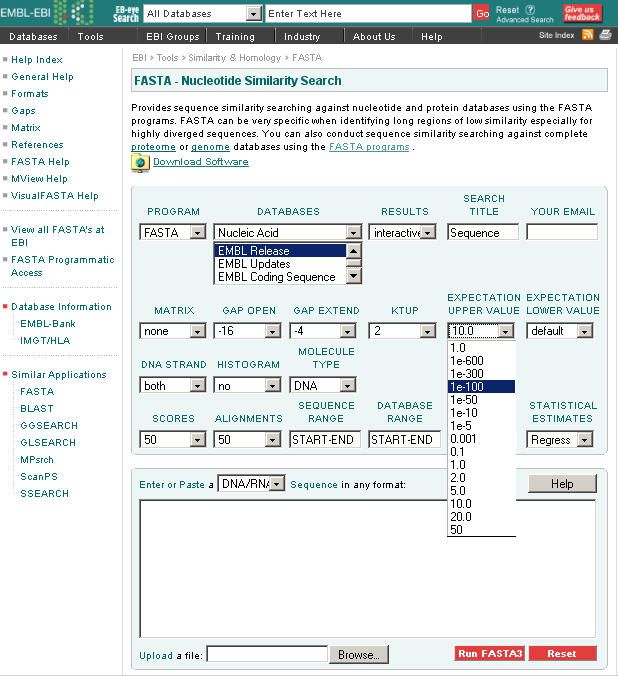 EMBL-EBI
EB-eye Search
All Databases
Enter Text Here
Go
Reset
Advanced Search
Give us feedback
Databases Tools EBI Groups Training Industry About Us Help Site Index
Help Index
General Help
Formats
Gaps
Matrix
References
FASTA Help
MView Help
VisualFASTA Help
View all FASTA's at
EBI
FASTA Programmatic
Access
Database Information
EMBL-Bank
IMGT/HLA
Similar Applications
FASTA
BLAST
GGSEARCH
GLSEARCH
MPsrch
ScanPS
SSEARCH
EBI > Tools > Similarity & Homology > FASTA
FASTA - Nucleotide Similarity Search
Provides sequence similarity searching against nucleotide and protein databases using the FASTA
programs. FASTA can be very specific when identifying long regions of low similarity especially for
highly diverged sequences. You can also conduct sequence similarity searching against complete
proteome or genome databases using the FASTA programs .
Download Software
PROGRAM DATABASES RESULTS SEARCH TITLE YOUR EMAIL
FASTA Nucleic Acid interactive Sequence
EMBL Release
EMBL Updates
EMBL Coding Sequence
MATRIX GAP OPEN GAP EXTEND KTUP EXPECTATION UPPER VALUE EXPECTATION LOWER VALUE
none -16 -4 2 10.0 default
1.0
1e-600
1e-300
1e-100
1e-50
1e-10
1e-5
0.001
0.1
1.0
2.0
5.0
10.0
20.0
50
DNA STRAND HISTOGRAM MOLECULE TYPE
both no DNA
SCORES ALIGNMENTS SEQUENCE RANGE DATABASE RANGE STATISTICAL ESTIMATES
50 50 START-END START-END Regress
Enter or Paste a DNA/RNA Sequence in any format: Help
Upload a file: Browse... Run FASTA3 Reset